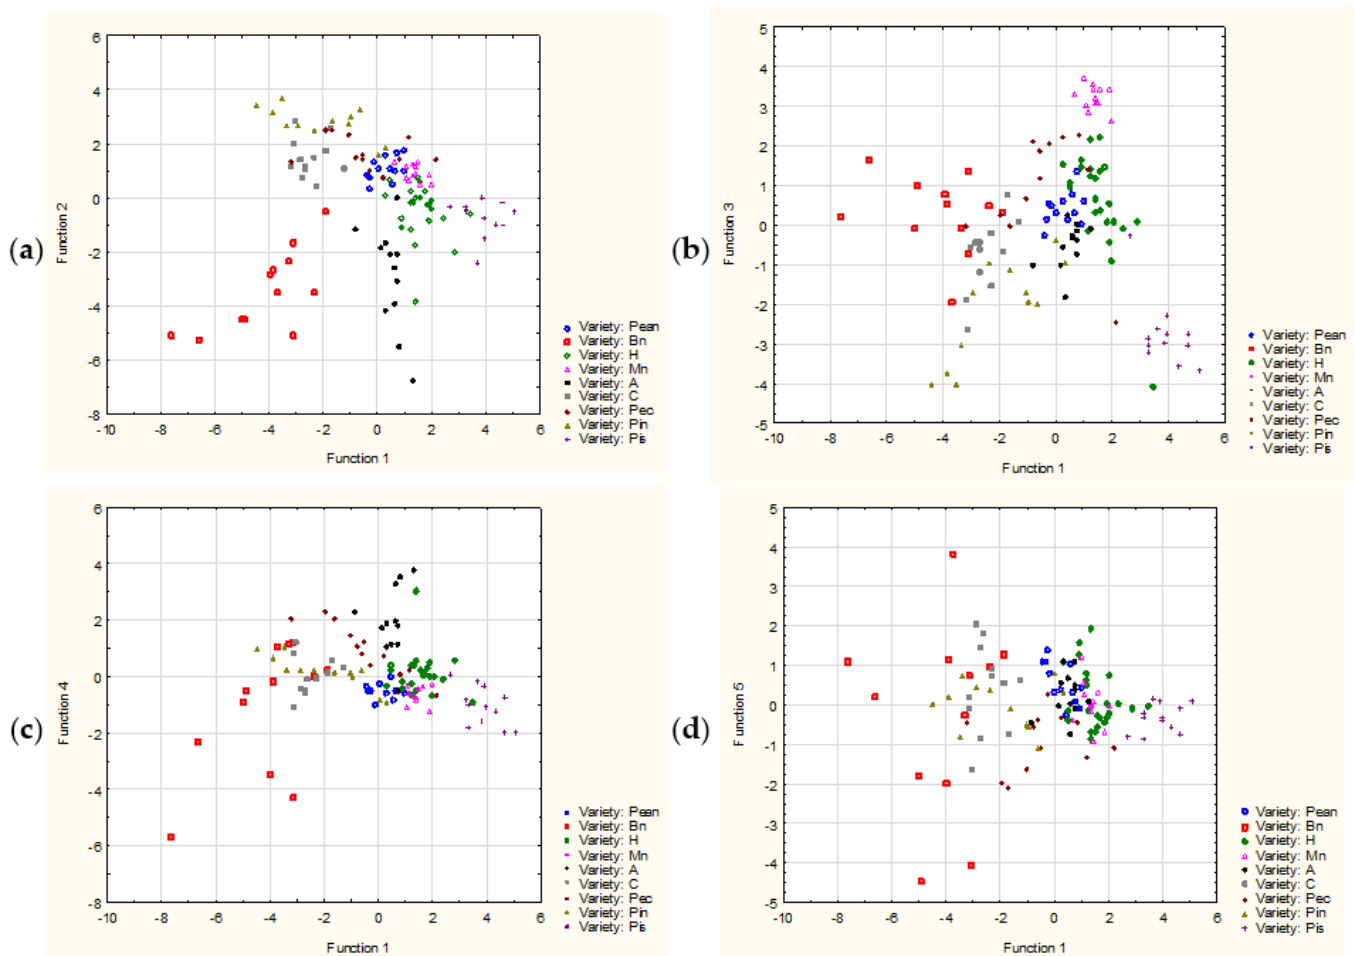 6
4
2
0
-2
-4
-6
-8
-10 -8 -6 -4 -2 0 2 4 6
Function 2
Function 1
(a)
Variety: Pean
Variety: Bn
Variety: H
Variety: Mn
Variety: A
Variety: C
Variety: Pec
Variety: Pin
Variety: Pis
5
4
3
2
1
0
-1
-2
-3
-4
-5
-10 -8 -6 -4 -2 0 2 4 6
Function 3
Function 1
(b)
Variety: Pean
Variety: Bn
Variety: H
Variety: Mn
Variety: A
Variety: C
Variety: Pec
Variety: Pin
Variety: Pis
6
4
2
0
-2
-4
-6
-8
-10 -8 -6 -4 -2 0 2 4 6
Function 4
Function 1
(c)
Variety: Pean
Variety: Bn
Variety: H
Variety: Mn
Variety: A
Variety: C
Variety: Pec
Variety: Pin
Variety: Pis
5
4
3
2
1
0
-1
-2
-3
-4
-5
-10 -8 -6 -4 -2 0 2 4 6
Function 5
Function 1
(d)
Variety: Pean
Variety: Bn
Variety: H
Variety: Mn
Variety: A
Variety: C
Variety: Pec
Variety: Pin
Variety: Pis